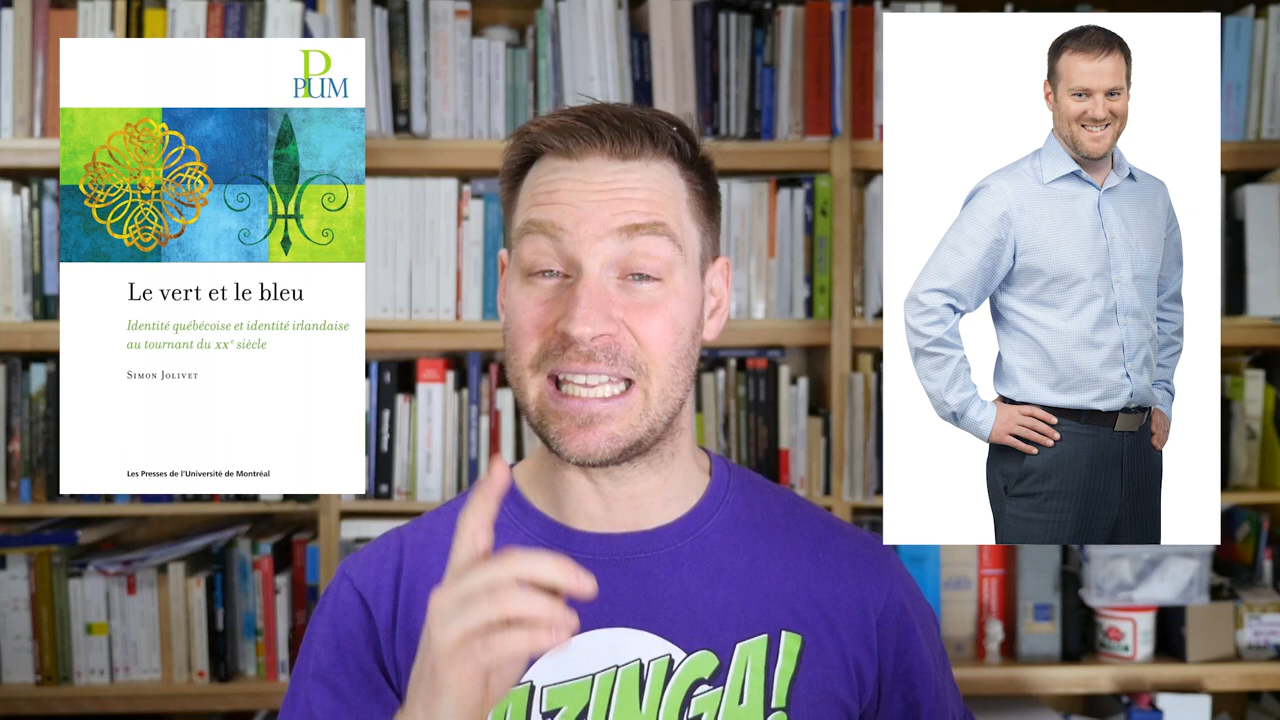 PUM
Le vert et le bleu
Identité québécoise et identité irlandaise
au tournant du xxᵉ siècle
Simon Jolivet
Les Presses de l'Université de Montréal
AZINGA!